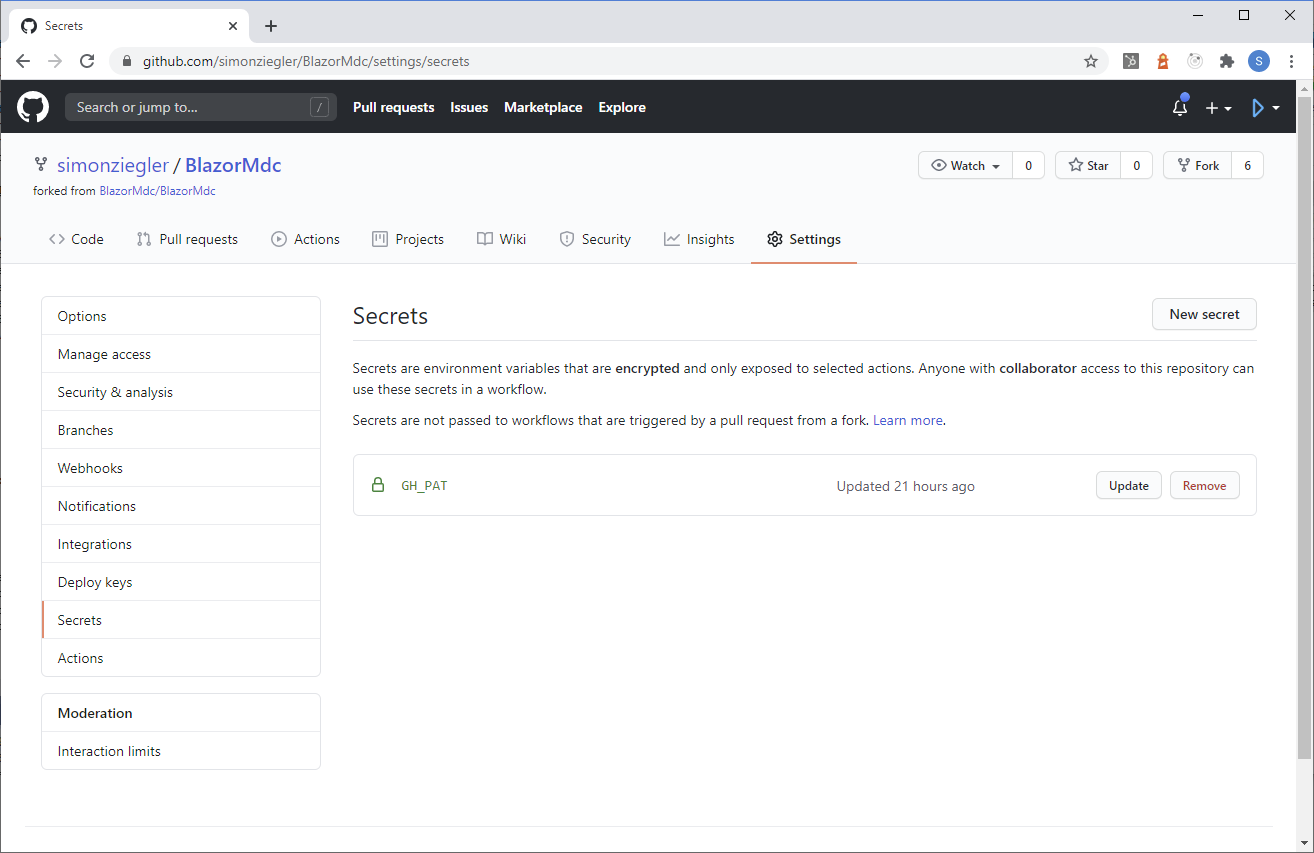 Secrets
github.com/simonziegler/BlazorMdc/settings/secrets
S
Search or jump to...
/
Pull requests
Issues
Marketplace
Explore
simonziegler / BlazorMdc
forked from BlazorMdc/BlazorMdc
Watch
0
Star
0
Fork
6
Code
Pull requests
Actions
Projects
Wiki
Security
Insights
Settings
Options
Manage access
Security & analysis
Branches
Webhooks
Notifications
Integrations
Deploy keys
Secrets
Actions
Moderation
Interaction limits
Secrets
New secret
Secrets are environment variables that are encrypted and only exposed to selected actions. Anyone with collaborator access to this repository can
use these secrets in a workflow.
Secrets are not passed to workflows that are triggered by a pull request from a fork. Learn more.
GH_PAT
Updated 21 hours ago
Update
Remove